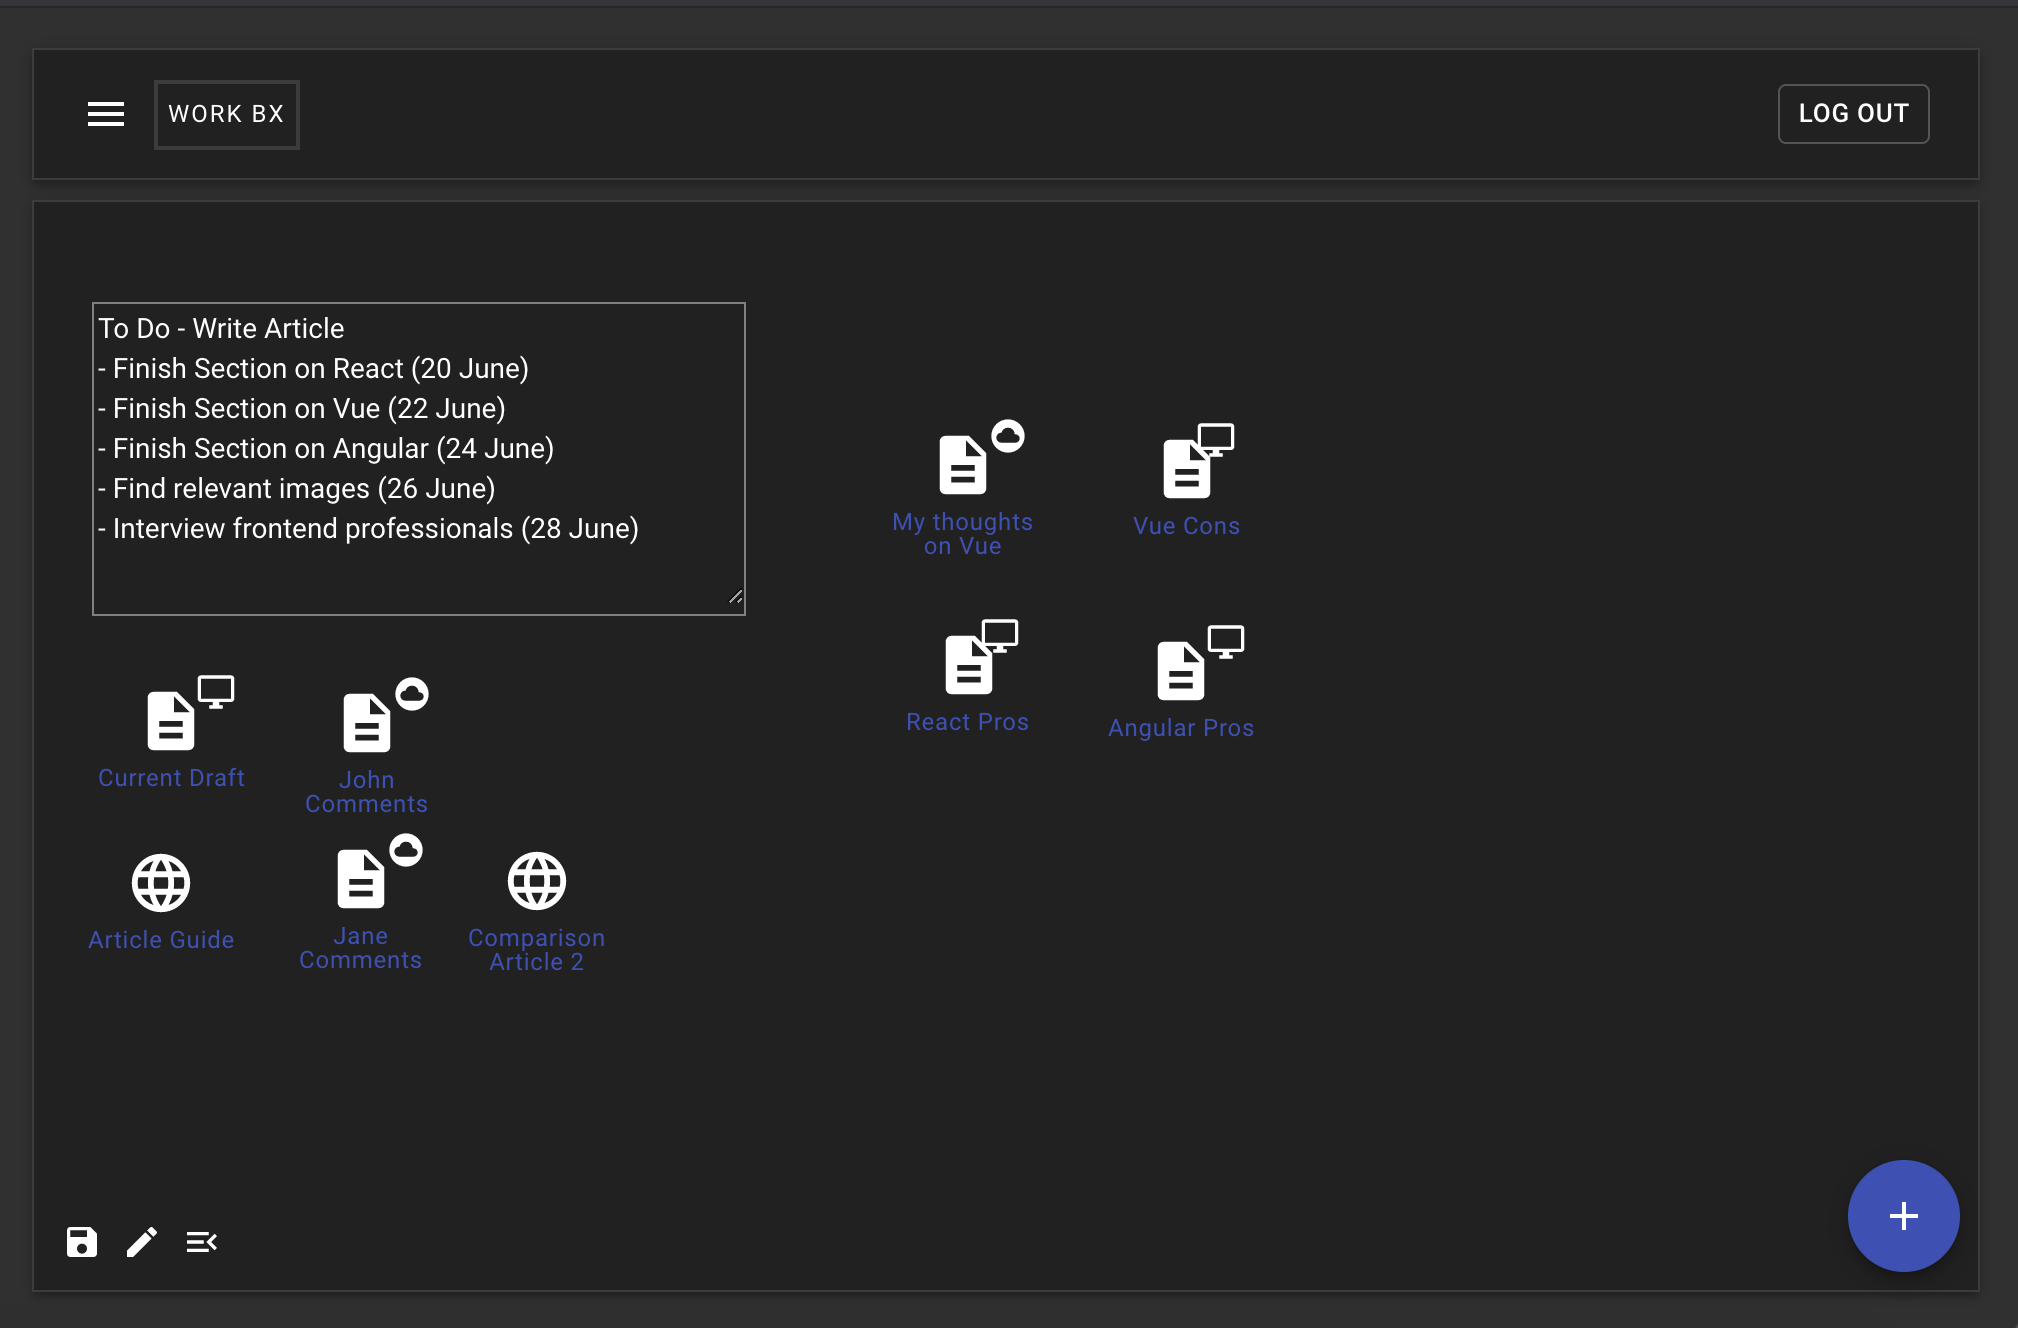 WORK BX
LOG OUT
To Do - Write Article
- Finish Section on React (20 June)
- Finish Section on Vue (22 June)
- Finish Section on Angular (24 June)
- Find relevant images (26 June)
- Interview frontend professionals (28 June)
My thoughts
on Vue
Vue Cons
React Pros
Angular Pros
Current Draft
John
Comments
Article Guide
Jane
Comments
Comparison
Article 2